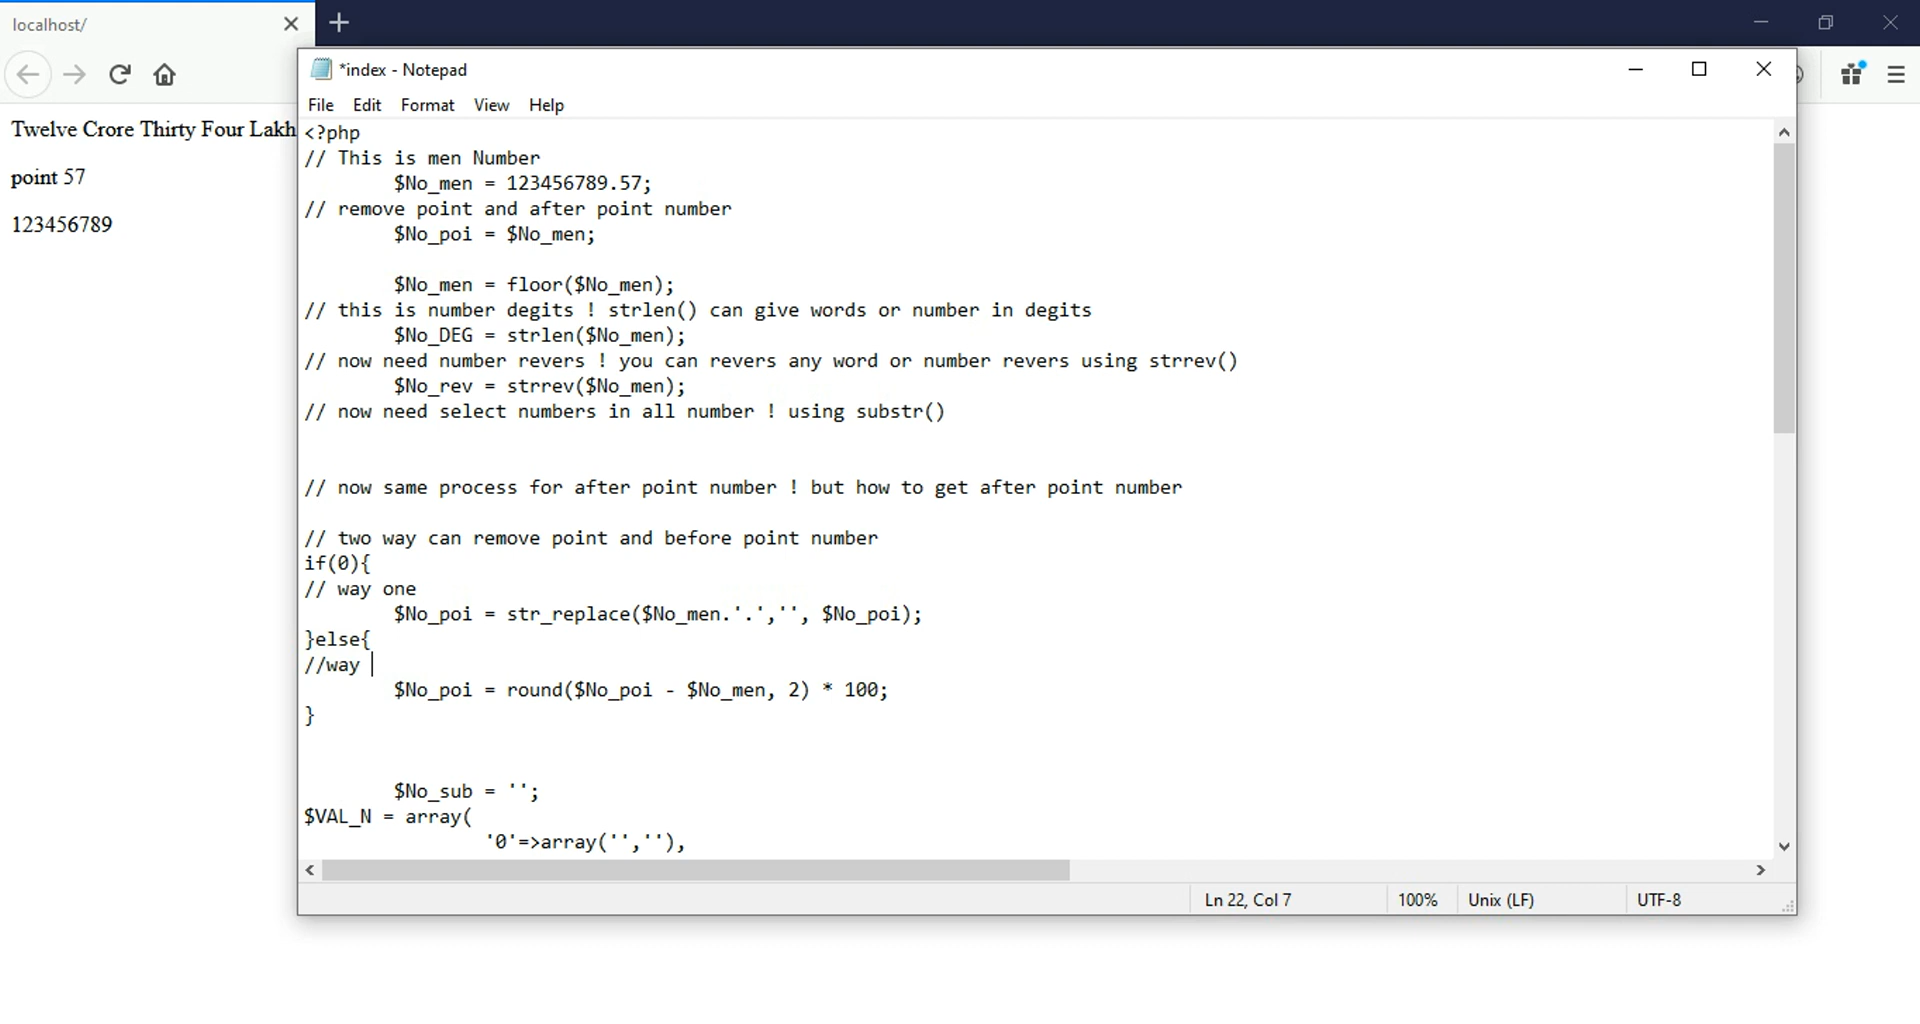 localhost/
*index - Notepad
File Edit Format View Help
Twelve Crore Thirty Four Lakh
point 57
123456789
<?php
// This is men Number
$No_men = 123456789.57;
// remove point and after point number
$No_poi = $No_men;
$No_men = floor($No_men);
// this is number degits ! strlen() can give words or number in degits
$No_DEG = strlen($No_men);
// now need number revers ! you can revers any word or number revers using strrev()
$No_rev = strrev($No_men);
// now need select numbers in all number ! using substr()
// now same process for after point number ! but how to get after point number
// two way can remove point and before point number
if(0){
// way one
$No_poi = str_replace($No_men.'.','', $No_poi);
}else{
//way
$No_poi = round($No_poi - $No_men, 2) * 100;
}
$No_sub = '';
$VAL_N = array(
'0'=>array('',''),
Ln 22, Col 7 100% Unix (LF) UTF-8